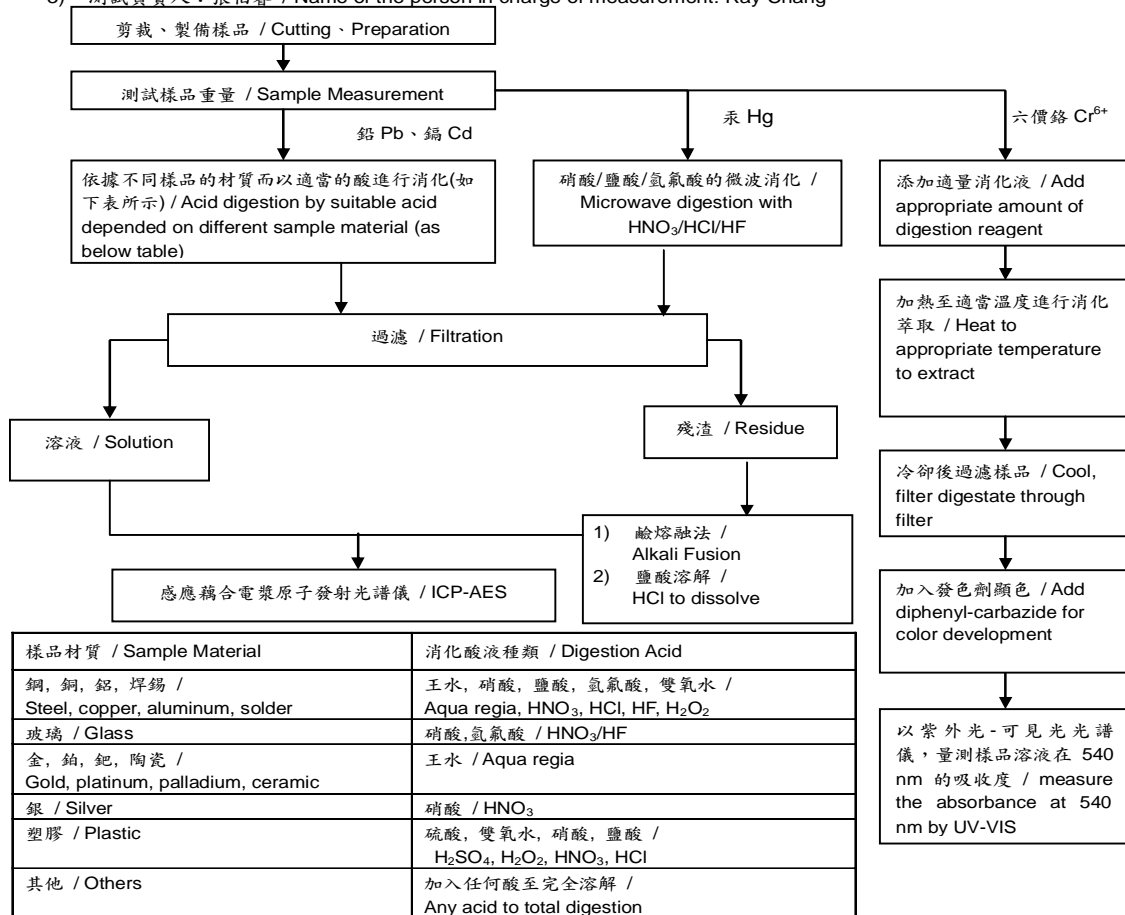 Name of the person in charge of measurement: Ray Chang
剪裁、製備樣品 / Cutting、Preparation
測試樣品重量 / Sample Measurement
鉛 Pb、鎘 Cd
汞 Hg
六價鉻 Cr⁶⁺
依據不同樣品的材質而以適當的酸進行消化(如
下表所示) / Acid digestion by suitable acid
depended on different sample material (as
below table)
硝酸/鹽酸/氫氟酸的微波消化 /
Microwave digestion with
HNO₃/HCl/HF
添加適量消化液 / Add
appropriate amount of
digestion reagent
過濾 / Filtration
加熱至適當溫度進行消化
萃取 / Heat to
appropriate temperature
to extract
溶液 / Solution
殘渣 / Residue
冷卻後過濾樣品 / Cool,
filter digestate through
filter
1) 鹼熔融法 /
Alkali Fusion
2) 鹽酸溶解 /
HCl to dissolve
感應藕合電漿原子發射光譜儀 / ICP-AES
加入發色劑顯色 / Add
diphenyl-carbazide for
color development
以紫外光-可見光光譜
儀，量測樣品溶液在 540
nm 的吸收度 / measure
the absorbance at 540
nm by UV-VIS
樣品材質 / Sample Material
消化酸液種類 / Digestion Acid
鋼, 銅, 鋁, 焊錫 /
Steel, copper, aluminum, solder
王水, 硝酸, 鹽酸, 氫氟酸, 雙氧水 /
Aqua regia, HNO₃, HCl, HF, H₂O₂
玻璃 / Glass
硝酸,氫氟酸 / HNO₃/HF
金, 鉑, 鈀, 陶瓷 /
Gold, platinum, palladium, ceramic
王水 / Aqua regia
銀 / Silver
硝酸 / HNO₃
塑膠 / Plastic
硫酸, 雙氧水, 硝酸, 鹽酸 /
H₂SO₄, H₂O₂, HNO₃, HCl
其他 / Others
加入任何酸至完全溶解 /
Any acid to total digestion